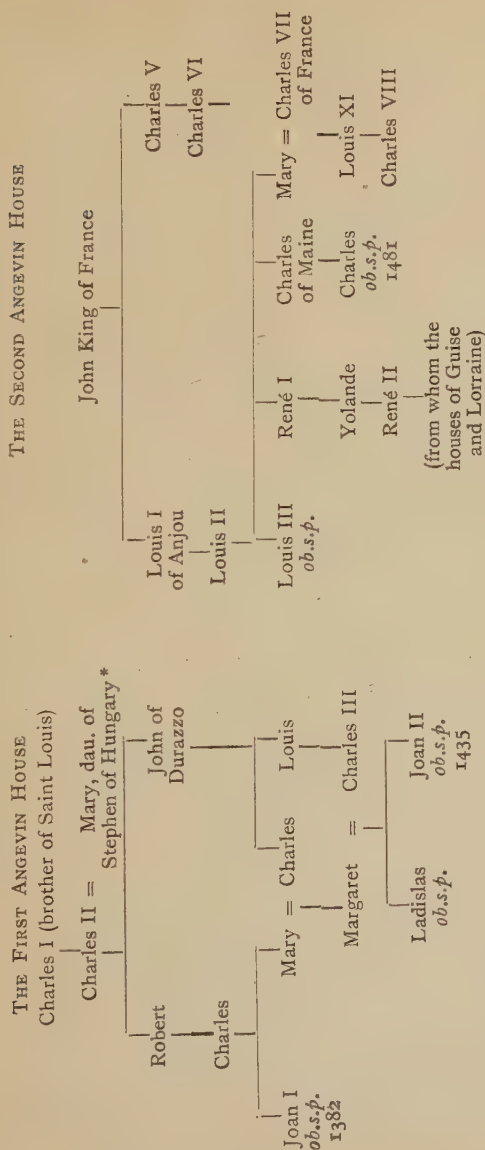 THE FIRST ANGEVIN HOUSE
Charles I (brother of Saint Louis)
Charles II = Mary, dau. of
Stephen of Hungary*
Robert
John of
Durazzo
Charles
Joan I
ob.s.p.
1382
Mary = Charles
Louis
Margaret = Charles III
Ladislas
ob.s.p.
Joan II
ob.s.p.
1435
THE SECOND ANGEVIN HOUSE
John King of France
Louis I
of Anjou
Charles V
Louis II
Charles VI
Louis III
ob.s.p.
René I
Charles
of Maine
Mary = Charles VII
of France
Yolande
Charles
ob.s.p.
1481
Louis XI
René II
Charles VIII
(from whom the
houses of Guise
and Lorraine)